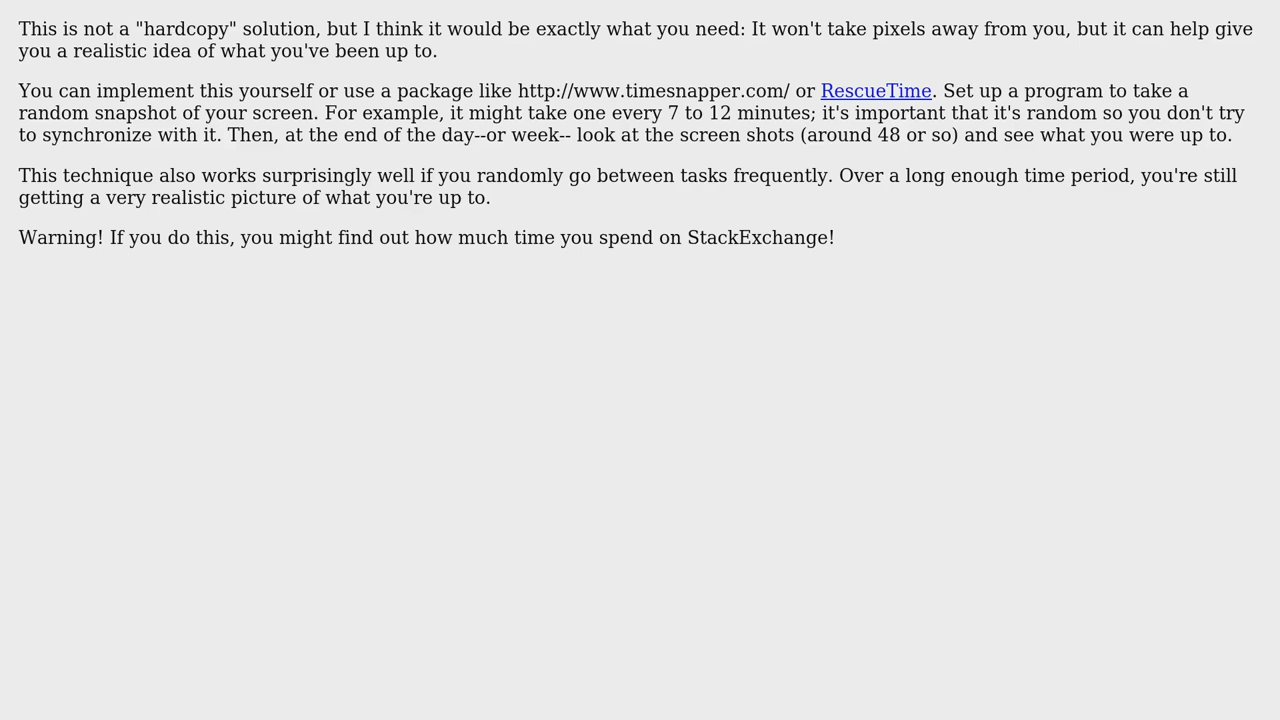 This is not a "hardcopy" solution, but I think it would be exactly what you need: It won't take pixels away from you, but it can help give
you a realistic idea of what you've been up to.
You can implement this yourself or use a package like http://www.timesnapper.com/ or RescueTime. Set up a program to take a
random snapshot of your screen. For example, it might take one every 7 to 12 minutes; it's important that it's random so you don't try
to synchronize with it. Then, at the end of the day--or week-- look at the screen shots (around 48 or so) and see what you were up to.
This technique also works surprisingly well if you randomly go between tasks frequently. Over a long enough time period, you're still
getting a very realistic picture of what you're up to.
Warning! If you do this, you might find out how much time you spend on StackExchange!